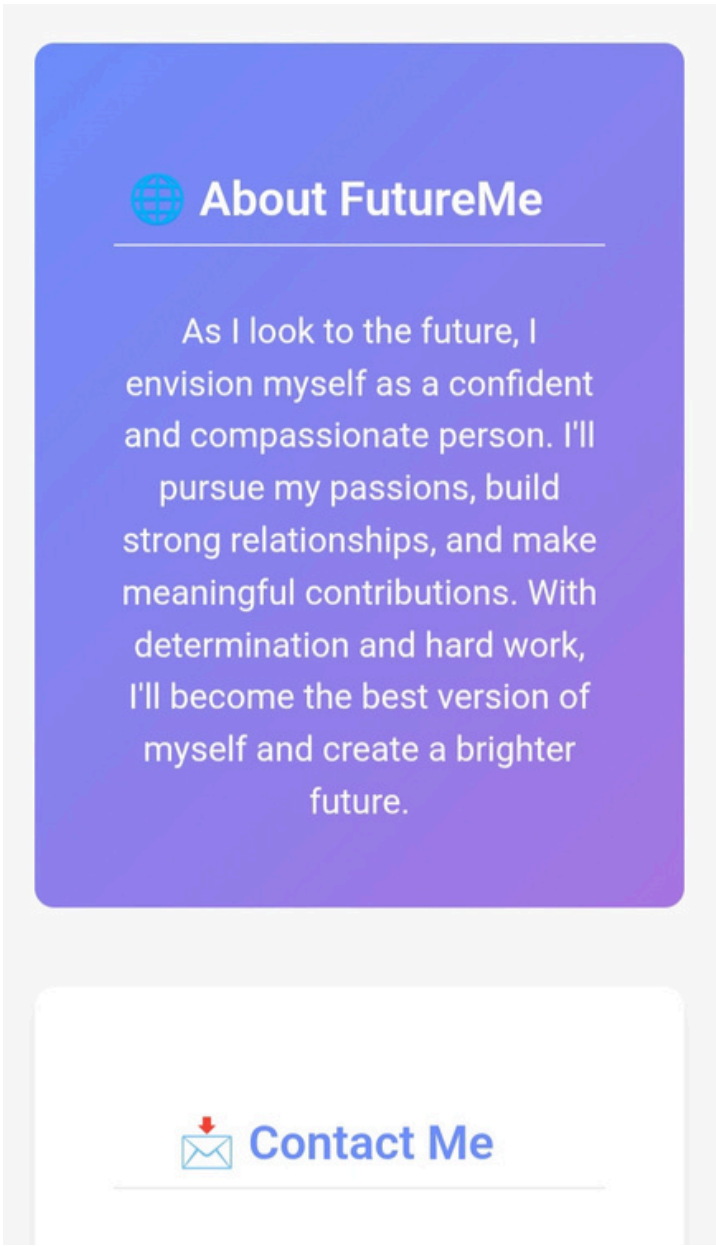 🌐 About FutureMe
As I look to the future, I
envision myself as a confident
and compassionate person. I'll
pursue my passions, build
strong relationships, and make
meaningful contributions. With
determination and hard work,
I'll become the best version of
myself and create a brighter
future.
📩 Contact Me